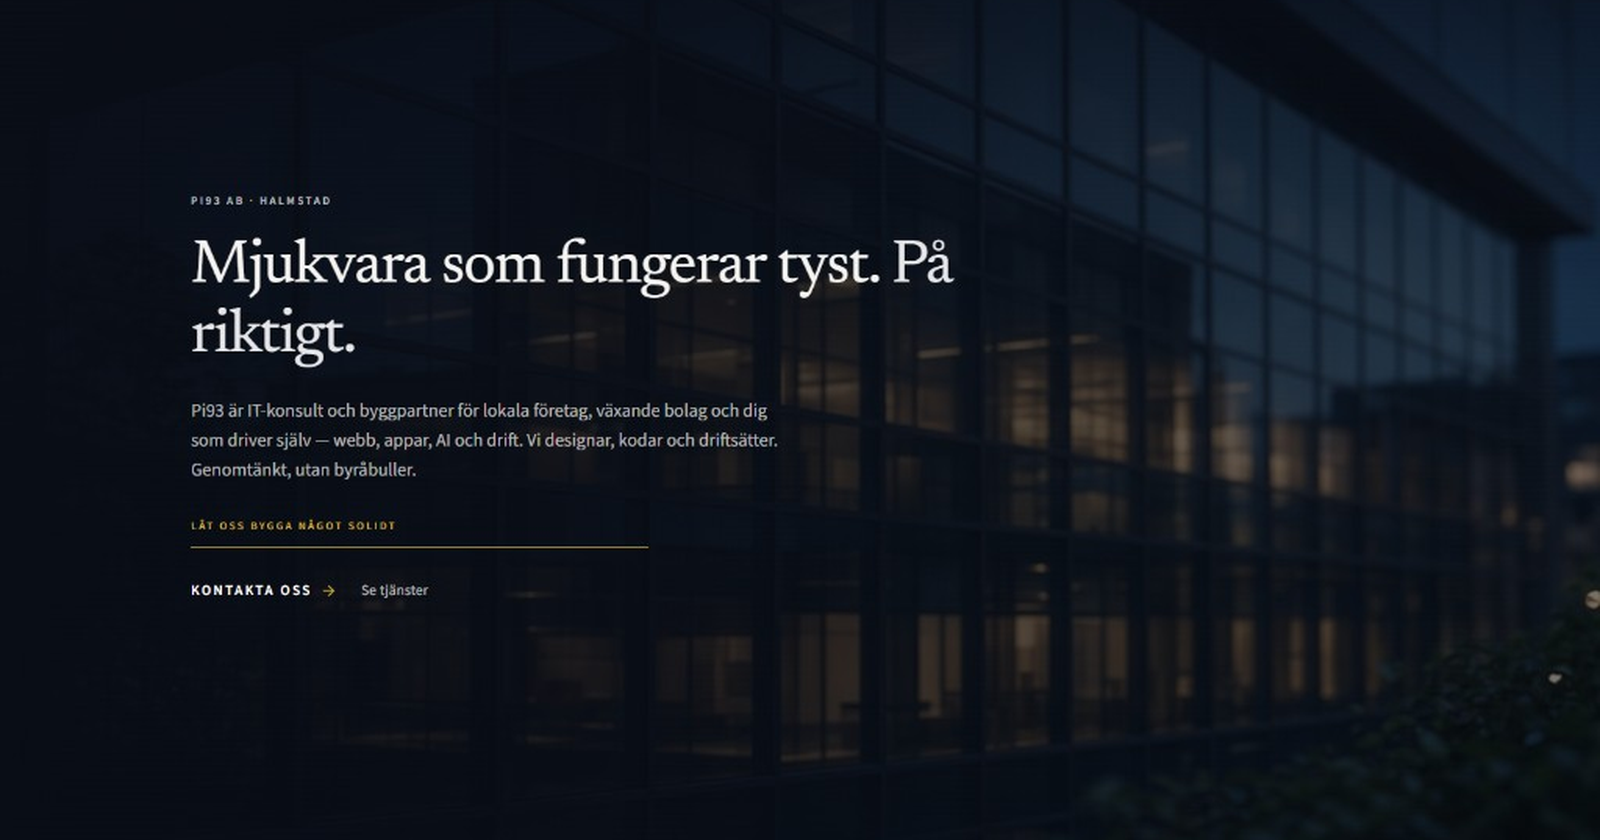 PI93 AB · HALMSTAD
Mjukvara som fungerar tyst. På
riktigt.
Pi93 är IT-konsult och byggpartner för lokala företag, växande bolag och dig
som driver själv — webb, appar, AI och drift. Vi designar, kodar och driftsätter.
Genomtänkt, utan byråbuller.
LÅT OSS BYGGA NÅGOT SOLIDT
KONTAKTA OSS → Se tjänster